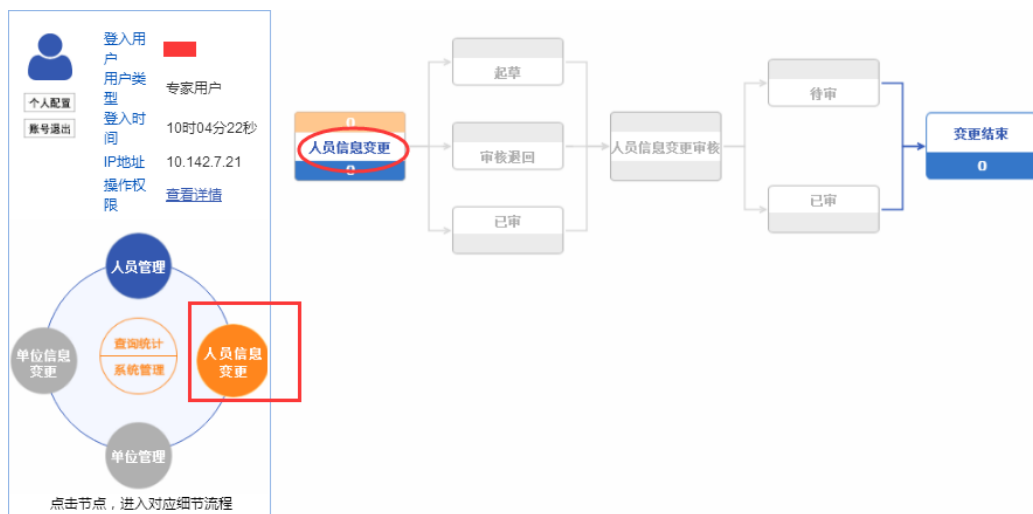 登入用
户
用户类
型
专家用户
登入时
间
10时04分22秒
IP地址
10.142.7.21
操作权
限
查看详情
个人配置
账号退出
人员管理
查询统计
系统管理
单位信息
变更
人员信息
变更
单位管理
点击节点，进入对应细节流程
0
人员信息变更
0
起草
审核退回
已审
人员信息变更审核
待审
已审
变更结束
0